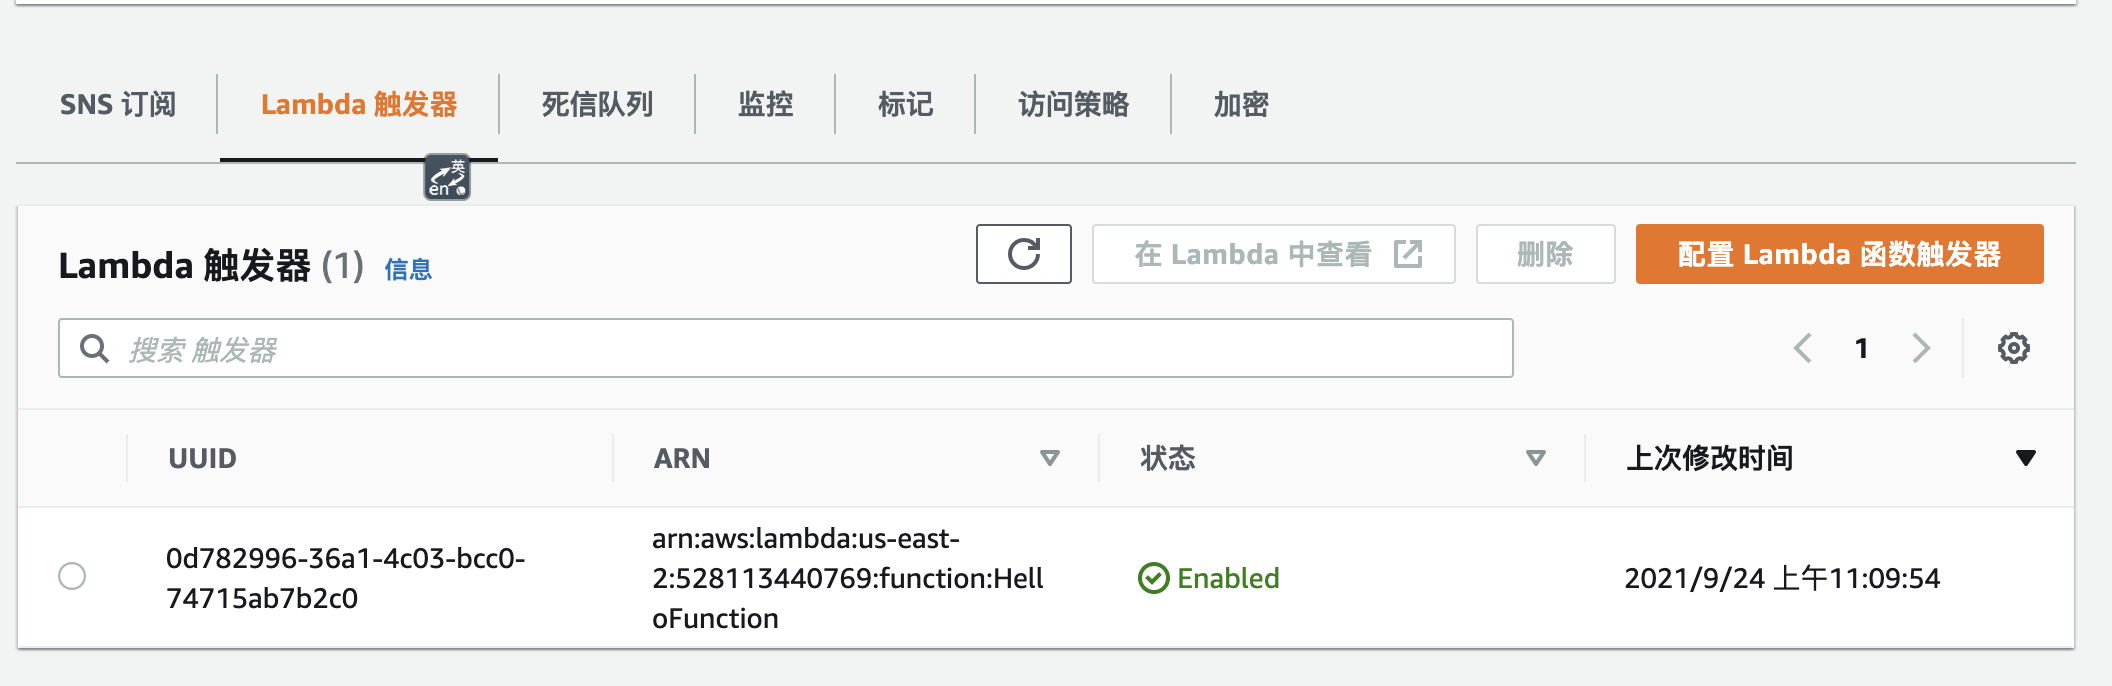 SNS 订阅 Lambda 触发器 死信队列 监控 标记 访问策略 加密
英
en
Lambda 触发器 (1) 信息 在 Lambda 中查看 删除 配置 Lambda 函数触发器
搜索 触发器 1
UUID ARN 状态 上次修改时间
0d782996-36a1-4c03-bcc0-
74715ab7b2c0
arn:aws:lambda:us-east-
2:528113440769:function:Hell
oFunction
Enabled
2021/9/24 上午11:09:54